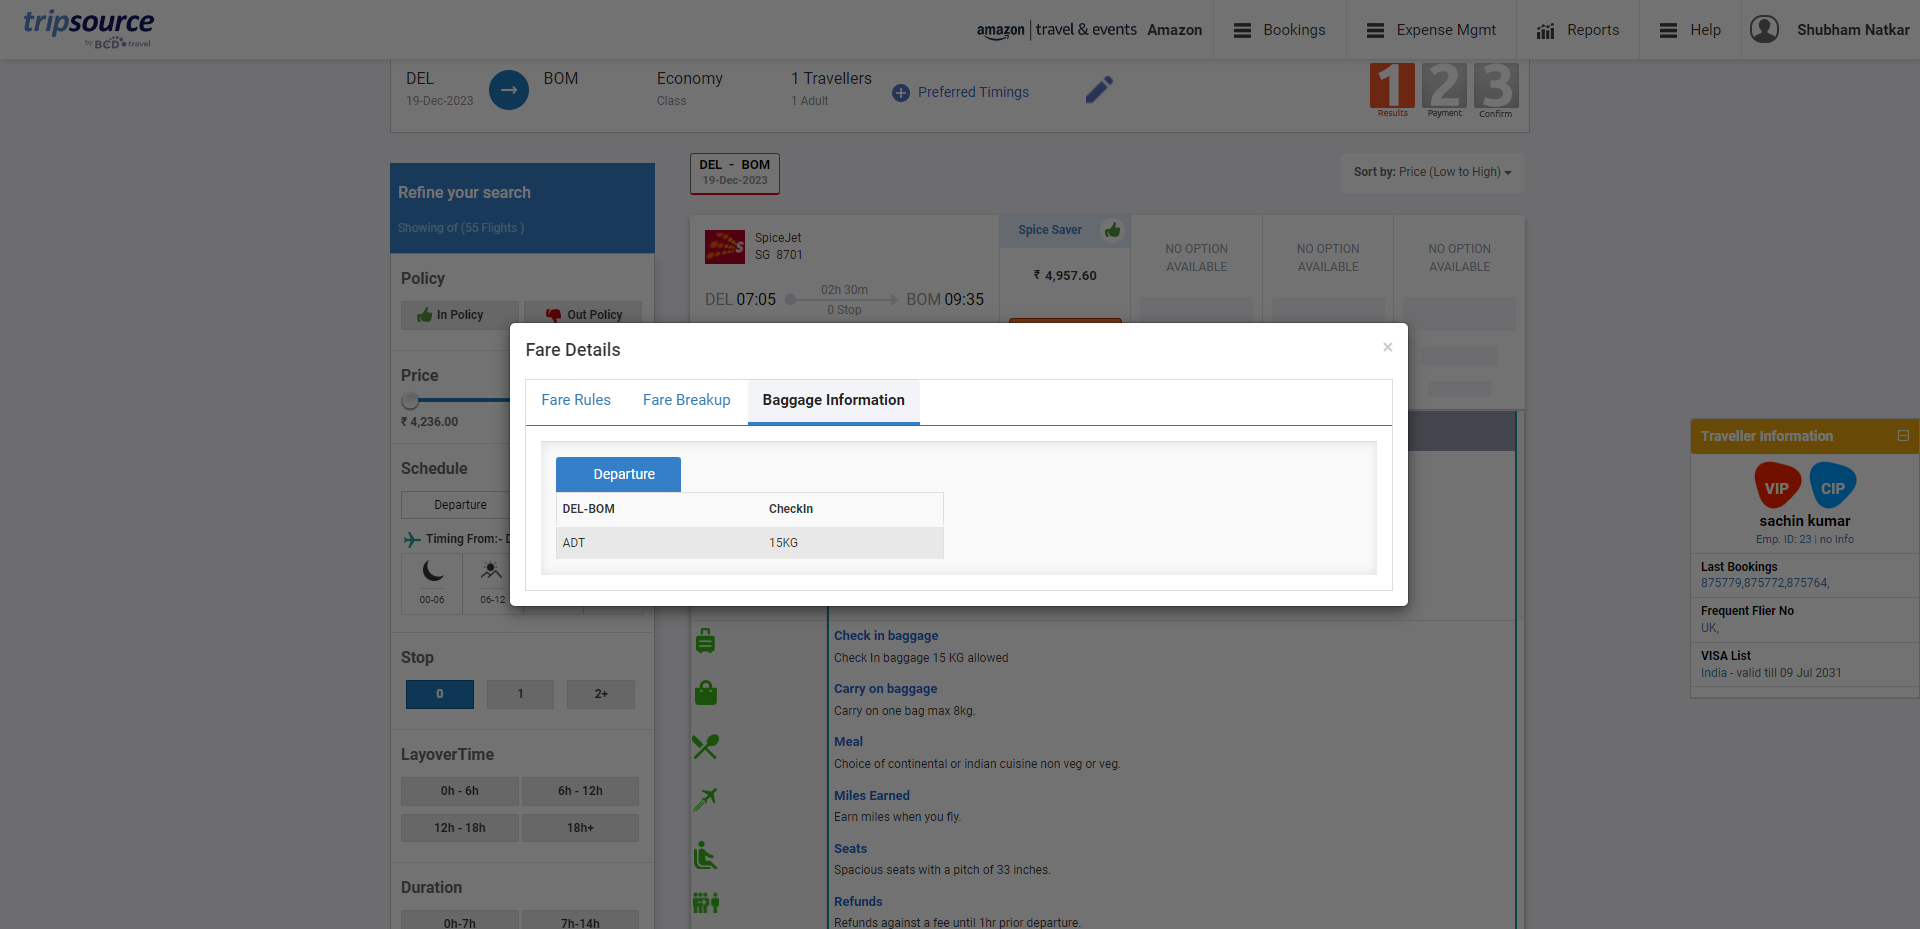 tripsource
by BCD travel
amazon | travel & events Amazon
Bookings
Expense Mgmt
Reports
Help
Shubham Natkar
DEL
19-Dec-2023
BOM
Economy
Class
1 Travellers
1 Adult
Preferred Timings
1 2 3
Results Payment Confirm
Refine your search
Showing of (55 Flights )
DEL - BOM
19-Dec-2023
Sort by: Price (Low to High)
Policy
In Policy
Out Policy
Price
₹ 4,236.00
Schedule
Departure
Timing From:- D
00-06
06-12
Stop
0
1
2+
LayoverTime
0h - 6h
6h - 12h
12h - 18h
18h+
Duration
0h-7h
7h-14h
SpiceJet
SG 8701
DEL 07:05
02h 30m
0 Stop
BOM 09:35
Spice Saver
₹ 4,957.60
NO OPTION
AVAILABLE
NO OPTION
AVAILABLE
NO OPTION
AVAILABLE
Fare Details
×
Fare Rules
Fare Breakup
Baggage Information
Departure
DEL-BOM CheckIn
ADT 15KG
Check in baggage
Check In baggage 15 KG allowed
Carry on baggage
Carry on one bag max 8kg.
Meal
Choice of continental or indian cuisine non veg or veg.
Miles Earned
Earn miles when you fly.
Seats
Spacious seats with a pitch of 33 inches.
Refunds
Refunds against a fee until 1hr prior departure.
Traveller Information
VIP
CIP
sachin kumar
Emp. ID: 23 | no Info
Last Bookings
875779,875772,875764,
Frequent Flier No
UK,
VISA List
India - valid till 09 Jul 2031